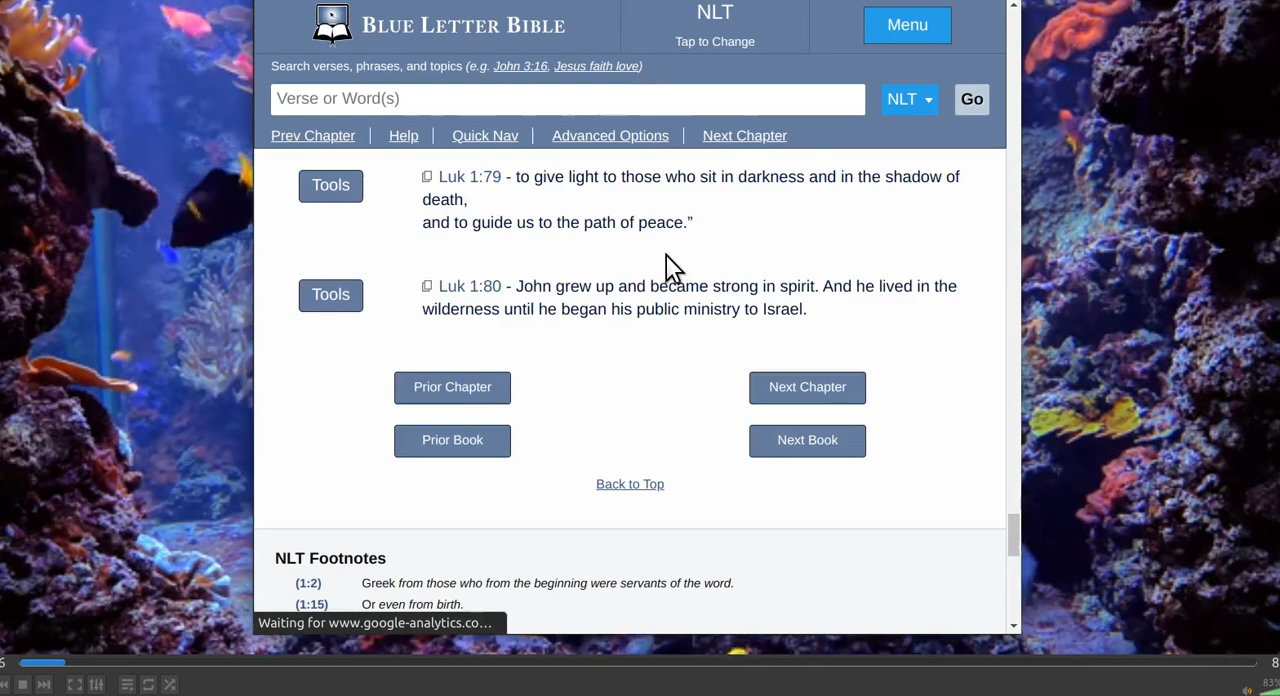 BLUE LETTER BIBLE
NLT
Tap to Change
Menu
Search verses, phrases, and topics (e.g. John 3:16, Jesus faith love)
Verse or Word(s)
NLT
Go
Prev Chapter
Help
Quick Nav
Advanced Options
Next Chapter
Tools
Luk 1:79 - to give light to those who sit in darkness and in the shadow of
death,
and to guide us to the path of peace.”
Tools
Luk 1:80 - John grew up and became strong in spirit. And he lived in the
wilderness until he began his public ministry to Israel.
Prior Chapter
Next Chapter
Prior Book
Next Book
Back to Top
NLT Footnotes
(1:2) Greek from those who from the beginning were servants of the word.
(1:15) Or even from birth.
Waiting for www.google-analytics.co...
6
8
83%